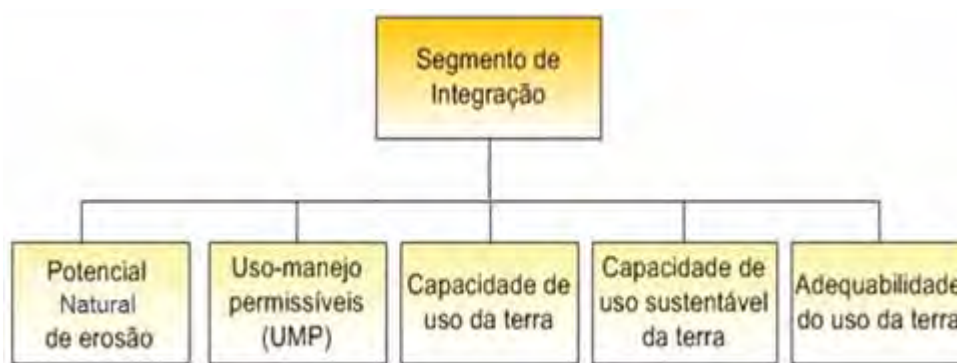 Segmento de
Integração
Potencial
Natural
de erosão
Uso-manejo
permissíveis
(UMP)
Capacidade de
uso da terra
Capacidade de
uso sustentável
da terra
Adequabilidade
do uso da terra